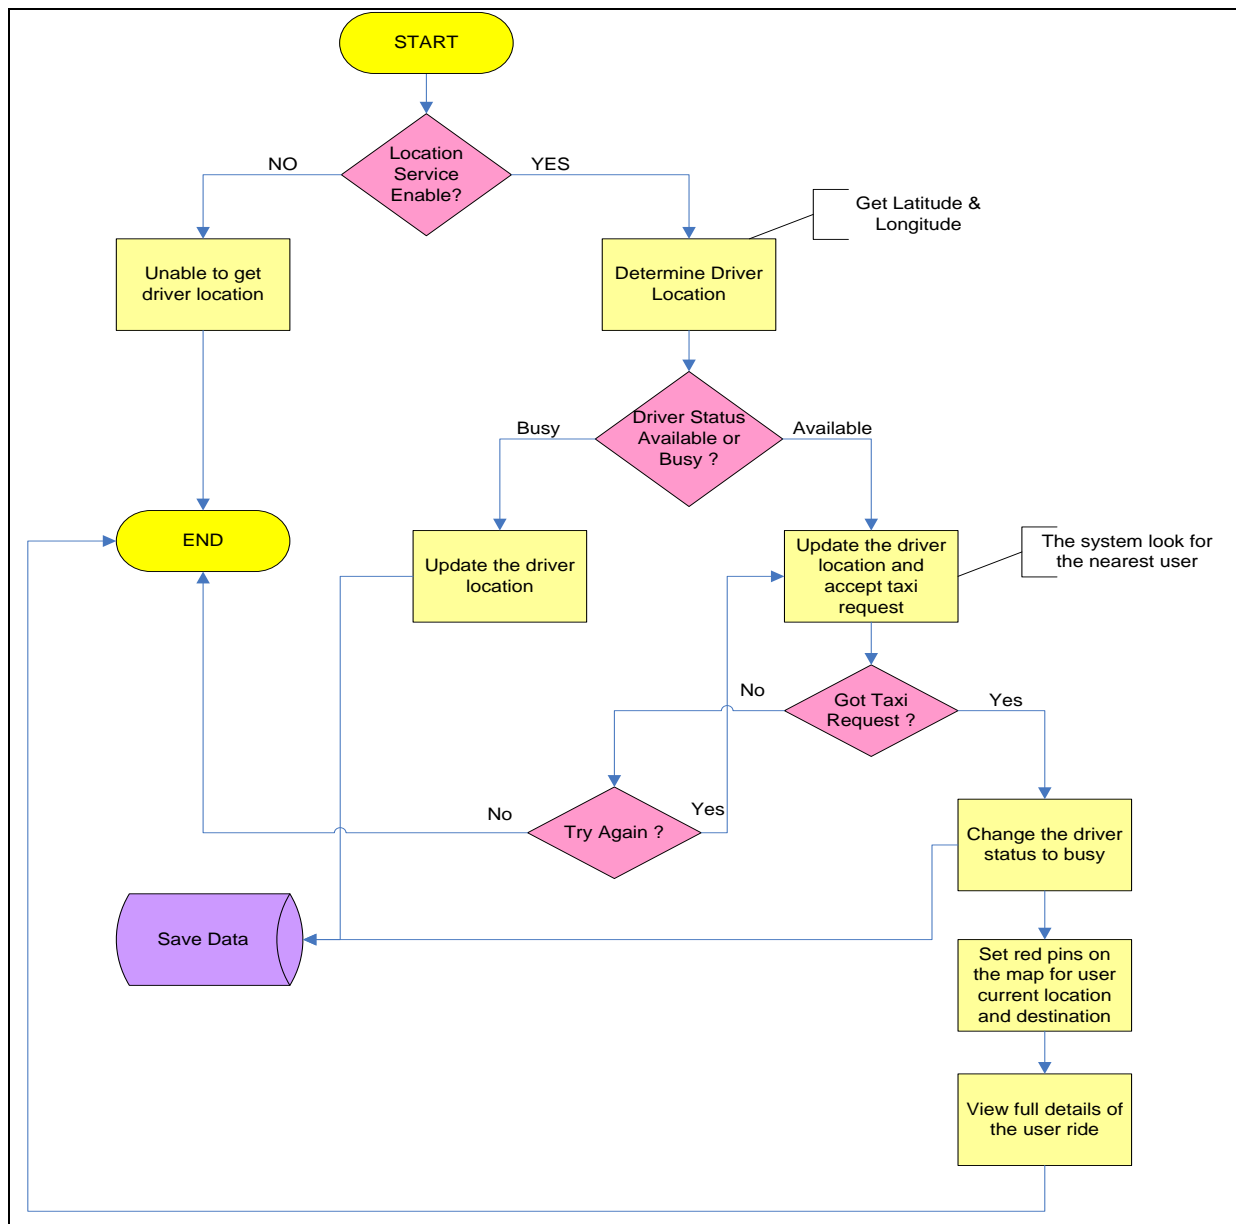 START
Location
Service
Enable?
NO
YES
Get Latitude &
Longitude
Unable to get
driver location
Determine Driver
Location
Driver Status
Available or
Busy ?
Busy
Available
END
Update the driver
location
Update the driver
location and
accept taxi
request
The system look for
the nearest user
Got Taxi
Request ?
No
Yes
Try Again ?
No
Yes
Change the driver
status to busy
Save Data
Set red pins on
the map for user
current location
and destination
View full details of
the user ride